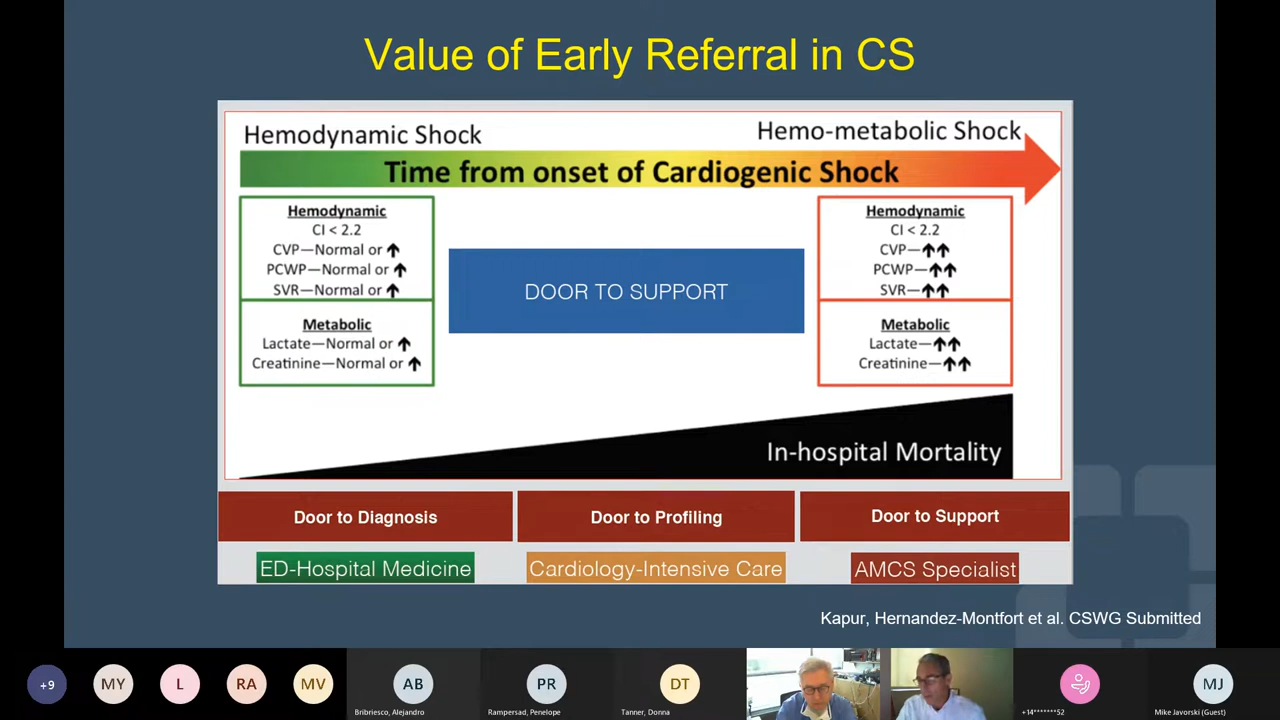 Value of Early Referral in CS
Hemodynamic Shock
Hemo-metabolic Shock
Time from onset of Cardiogenic Shock
Hemodynamic
CI < 2.2
CVP—Normal or ↑
PCWP—Normal or ↑
SVR—Normal or ↑
Metabolic
Lactate—Normal or ↑
Creatinine—Normal or ↑
DOOR TO SUPPORT
Hemodynamic
CI < 2.2
CVP—↑↑
PCWP—↑↑
SVR—↑↑
Metabolic
Lactate—↑↑
Creatinine—↑↑
In-hospital Mortality
Door to Diagnosis
Door to Profiling
Door to Support
ED-Hospital Medicine
Cardiology-Intensive Care
AMCS Specialist
Kapur, Hernandez-Montfort et al. CSWG Submitted
+9
MY
L
RA
MV
AB
Bribriesco, Alejandro
PR
Rampersad, Penelope
DT
Tanner, Donna
+14*******52
MJ
Mike Javorski (Guest)